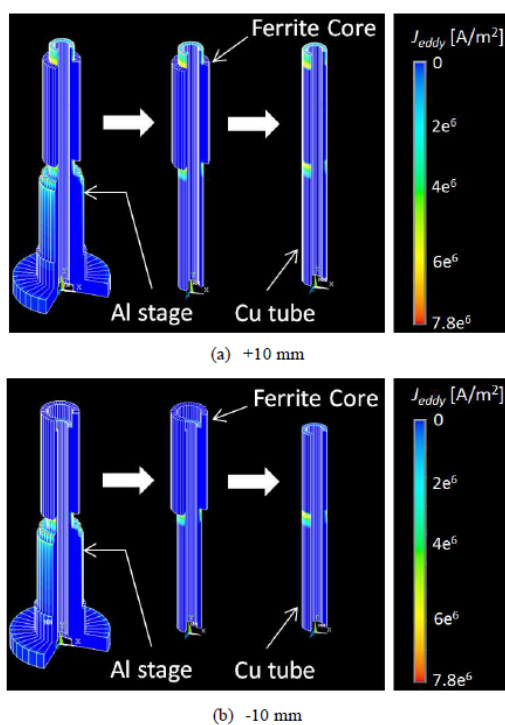 Ferrite Core
J_eddy [A/m²]
0
2e⁶
4e⁶
6e⁶
7.8e⁶
Al stage
Cu tube
(a) +10 mm
Ferrite Core
J_eddy [A/m²]
0
2e⁶
4e⁶
6e⁶
7.8e⁶
Al stage
Cu tube
(b) -10 mm